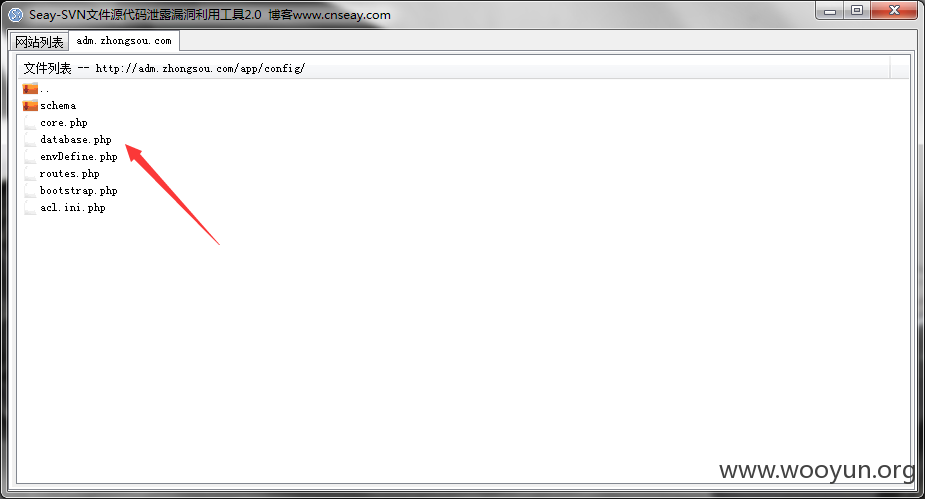 Seay-SVN文件源代码泄露漏洞利用工具2.0 博客www.cnseay.com
网站列表 adm.zhongsou.com
文件列表 -- http://adm.zhongsou.com/app/config/
..
schema
core.php
database.php
envDefine.php
routes.php
bootstrap.php
acl.ini.php
www.wooyun.org